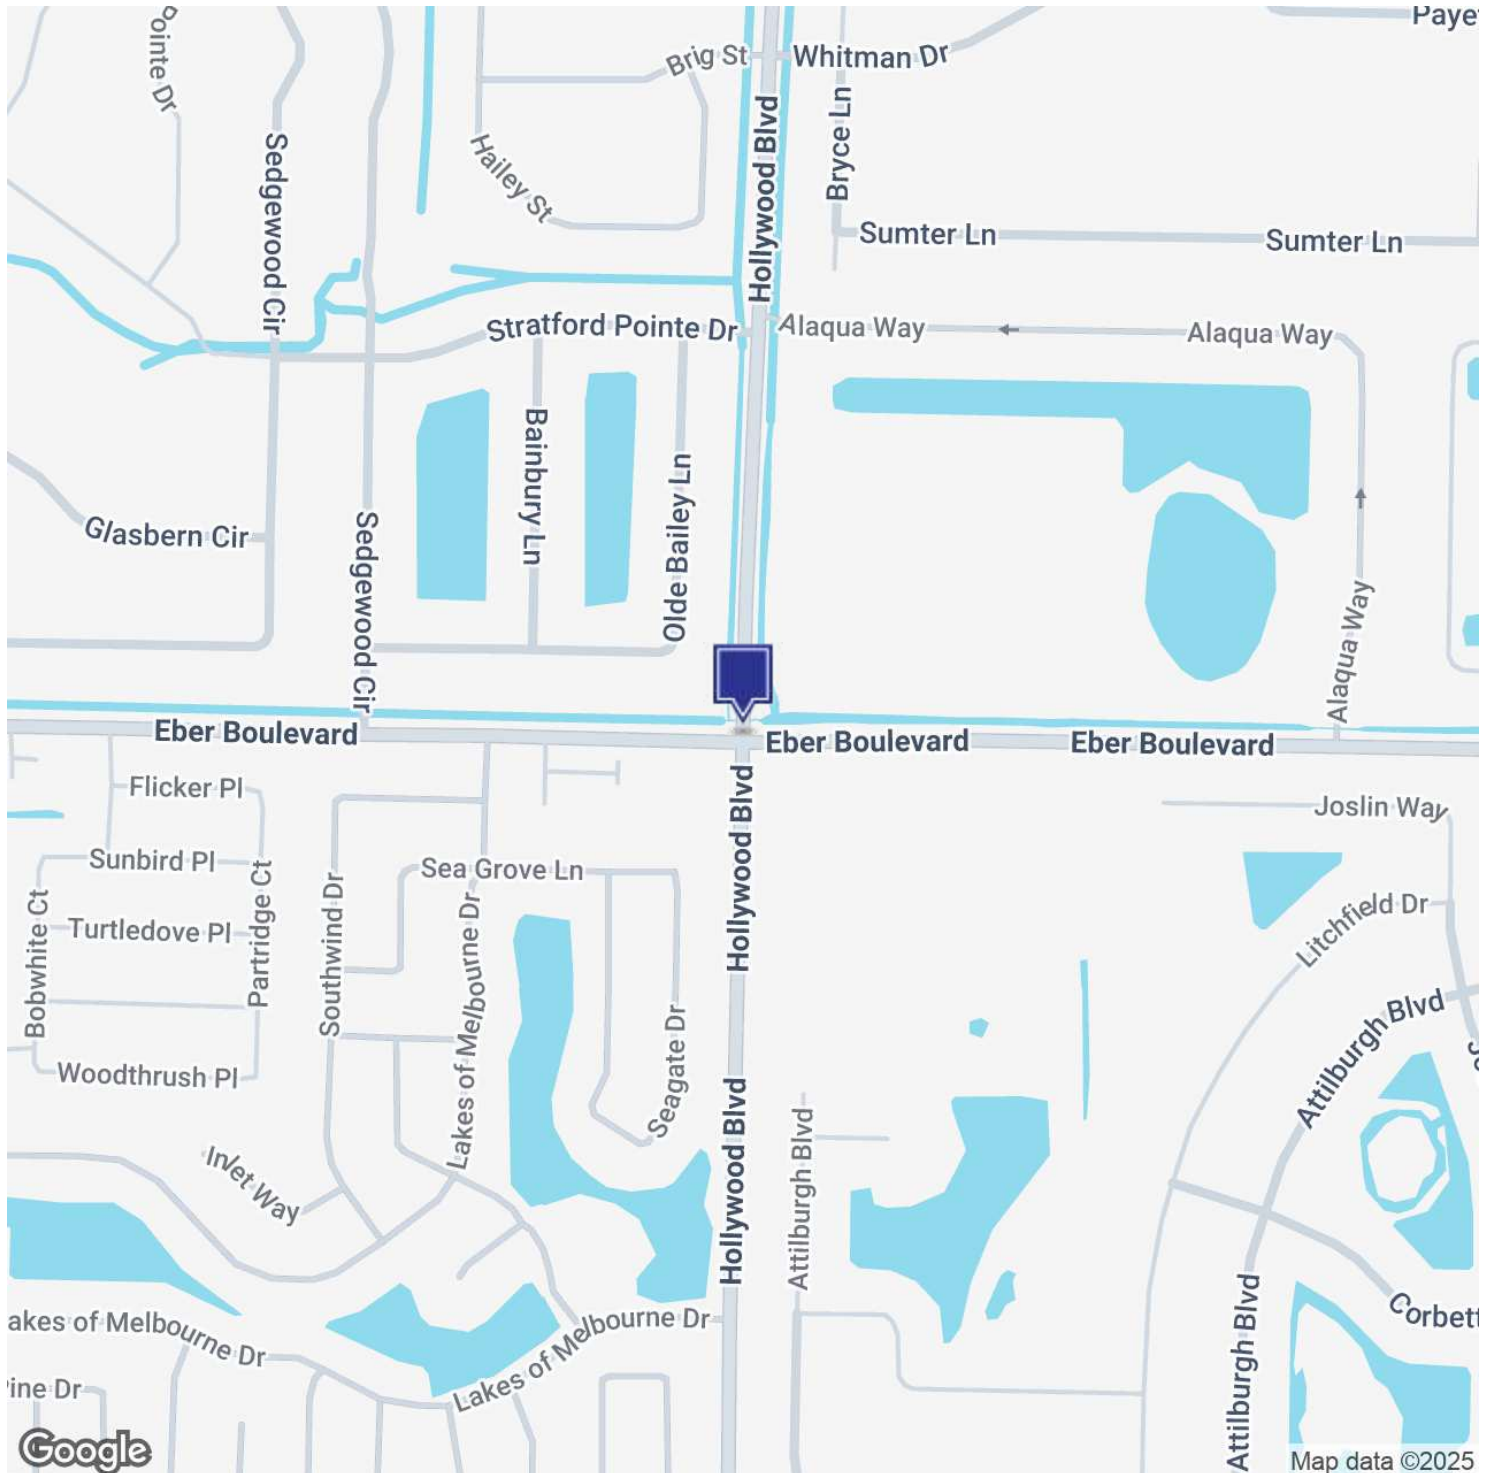 Paye
Brig St
Whitman Dr
ointe Dr
Hollywood Blvd
Bryce Ln
Sedgewood Cir
Hailey St
Sumter Ln
Sumter Ln
Stratford Pointe Dr
Alaqua Way
Alaqua Way
Bainbury Ln
Olde Bailey Ln
Glasbern Cir
Sedgewood Cir
Alaqua Way
Eber Boulevard
Eber Boulevard
Eber Boulevard
Flicker Pl
Joslin Way
Hollywood Blvd
Sunbird Pl
Sea Grove Ln
Partridge Ct
Southwind Dr
Bobwhite Ct
Turtledove Pl
Lakes of Melbourne Dr
Litchfield Dr
Attilburgh Blvd
Seagate Dr
Woodthrush Pl
Hollywood Blvd
Attilburgh Blvd
Inlet Way
akes of Melbourne Dr
Lakes of Melbourne Dr
Corbett
Attilburgh Blvd
ine Dr
Google
Map data ©2025